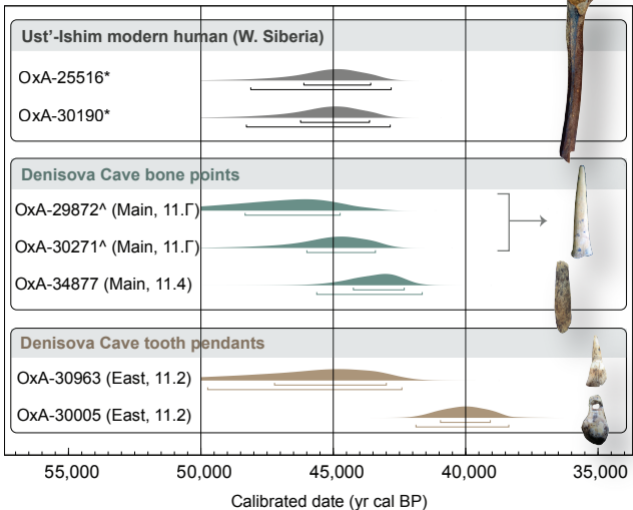 Ust’-Ishim modern human (W. Siberia)
OxA-25516*
OxA-30190*
Denisova Cave bone points
OxA-29872^ (Main, 11.Г)
OxA-30271^ (Main, 11.Г)
OxA-34877 (Main, 11.4)
Denisova Cave tooth pendants
OxA-30963 (East, 11.2)
OxA-30005 (East, 11.2)
55,000 50,000 45,000 40,000 35,000
Calibrated date (yr cal BP)